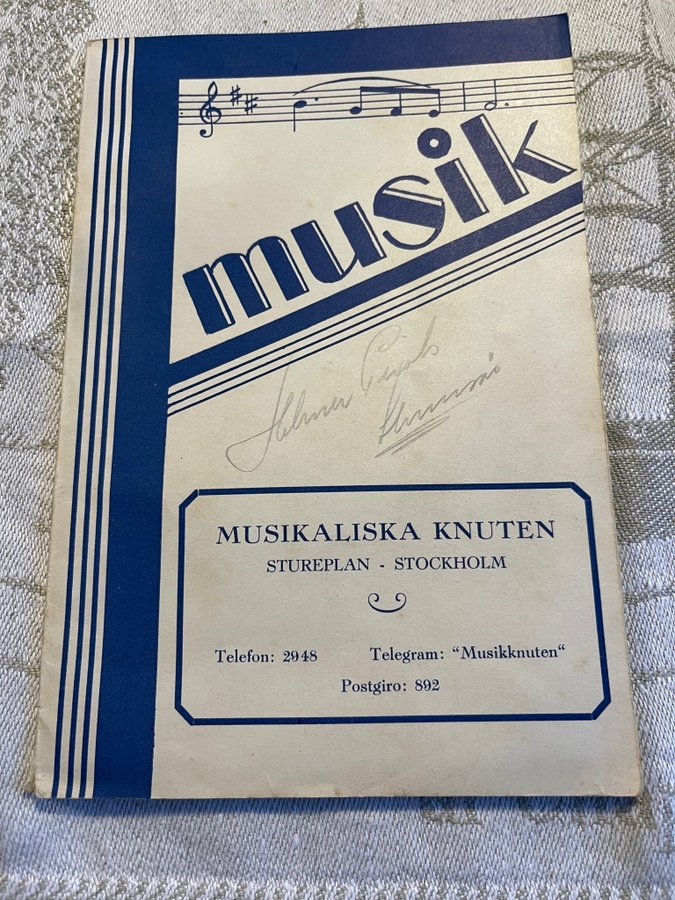 musik
MUSIKALISKA KNUTEN
STUREPLAN - STOCKHOLM
Telefon: 2948 Telegram: "Musikknuten"
Postgiro: 892